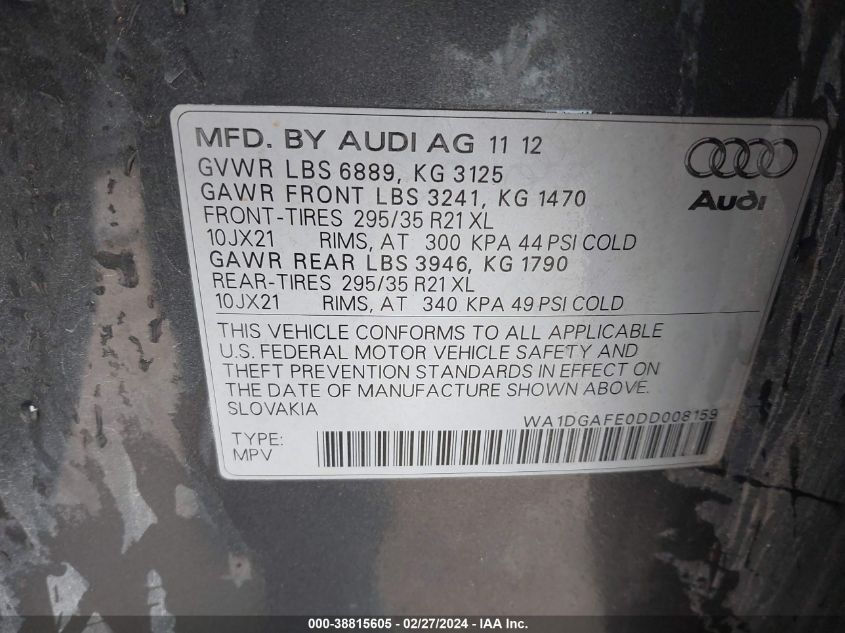 MFD. BY AUDI AG 11 12
GVWR LBS 6889, KG 3125
GAWR FRONT LBS 3241, KG 1470
FRONT-TIRES 295/35 R21 XL
10JX21 RIMS, AT 300 KPA 44 PSI COLD
GAWR REAR LBS 3946, KG 1790
REAR-TIRES 295/35 R21 XL
10JX21 RIMS, AT 340 KPA 49 PSI COLD
Audi
THIS VEHICLE CONFORMS TO ALL APPLICABLE
U.S. FEDERAL MOTOR VEHICLE SAFETY AND
THEFT PREVENTION STANDARDS IN EFFECT ON
THE DATE OF MANUFACTURE SHOWN ABOVE.
SLOVAKIA
WA1DGAFE0DD008159
TYPE:
MPV
000-38815605 - 02/27/2024 - IAA Inc.